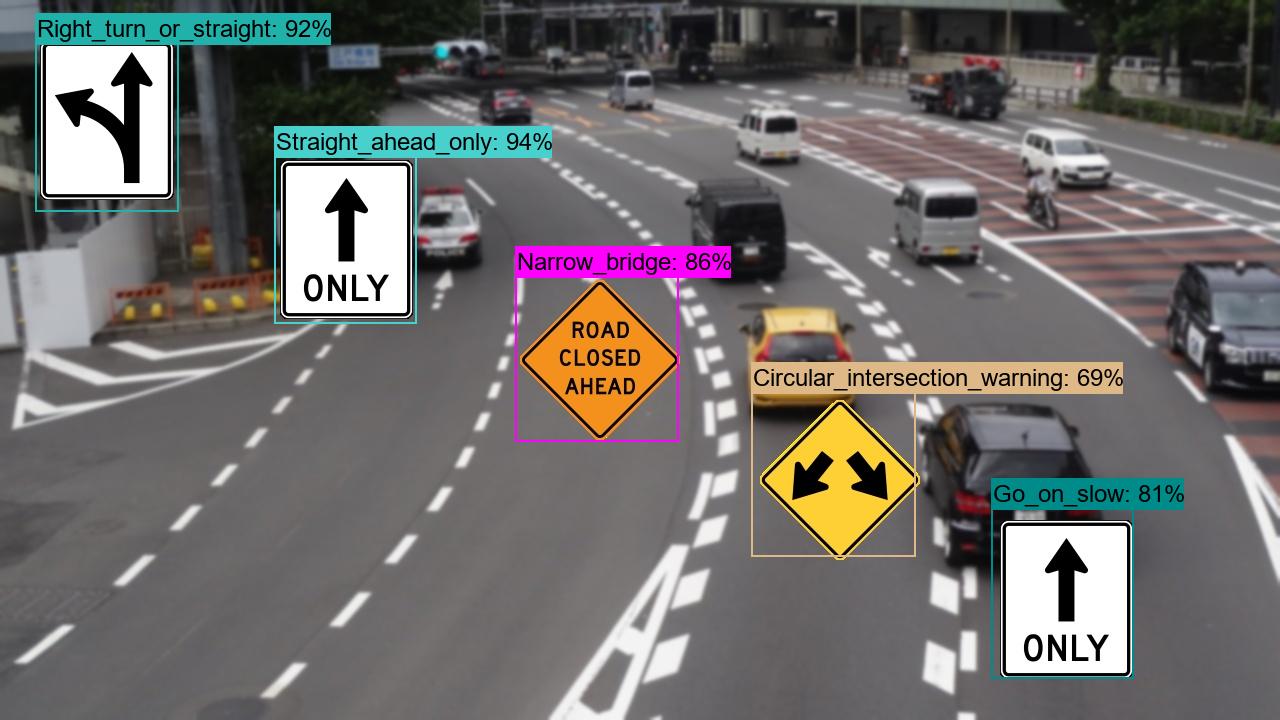 Right_turn_or_straight: 92%
Straight_ahead_only: 94%
ONLY
Narrow_bridge: 86%
ROAD
CLOSED
AHEAD
Circular_intersection_warning: 69%
Go_on_slow: 81%
ONLY